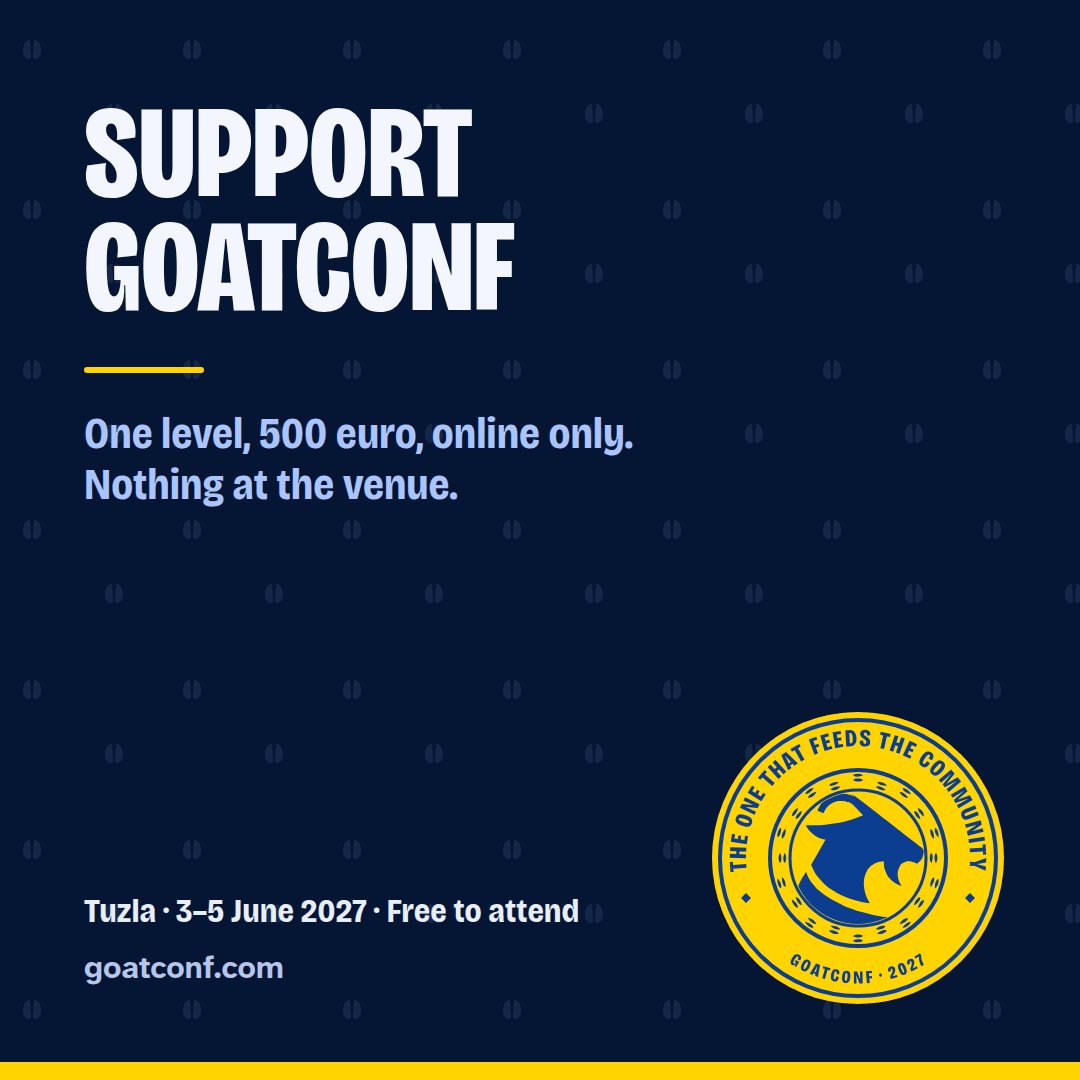 SUPPORT
GOATCONF
One level, 500 euro, online only.
Nothing at the venue.
THE ONE THAT FEEDS THE COMMUNITY
GOATCONF · 2027
Tuzla · 3–5 June 2027 · Free to attend
goatconf.com